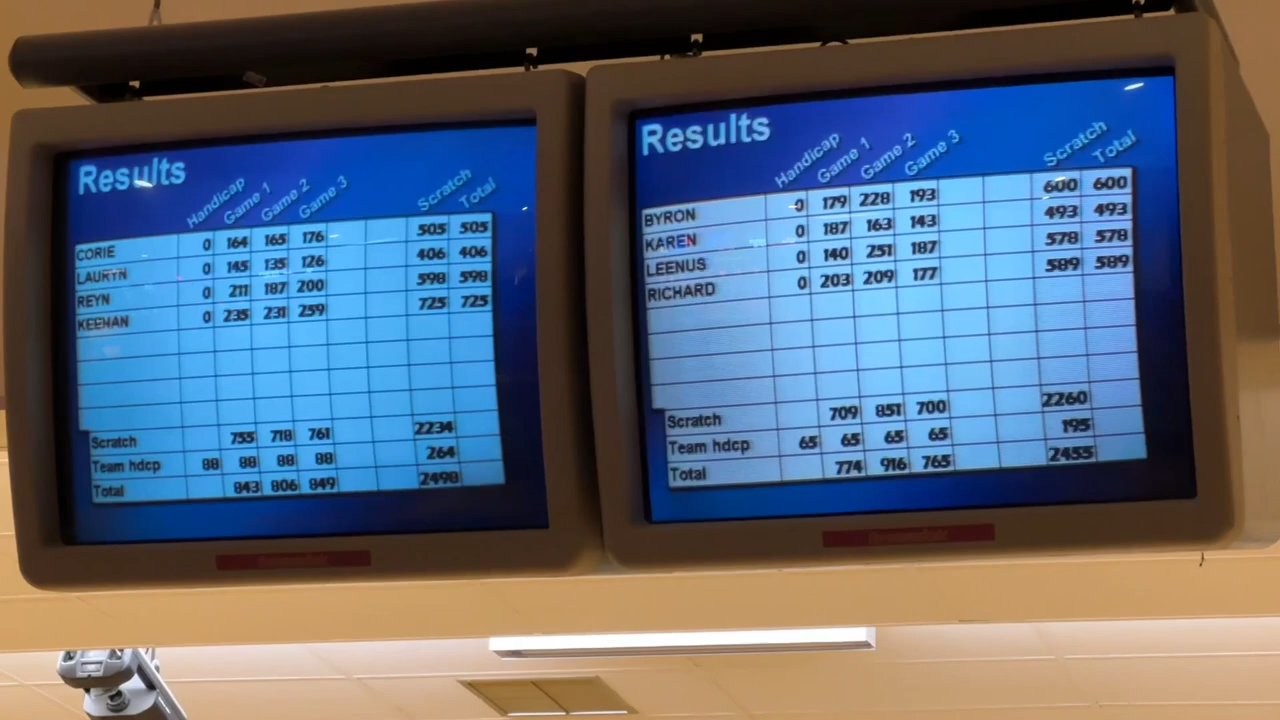 Results
Handicap Game 1 Game 2 Game 3 Scratch Total
CORIE 0 164 165 176 505 505
LAURYN 0 145 135 126 406 406
REYN 0 211 187 200 598 598
KEENAN 0 235 231 259 725 725
Scratch 755 718 761 2234
Team hdcp 88 88 88 88 264
Total 843 806 849 2498
Results
Handicap Game 1 Game 2 Game 3 Scratch Total
BYRON 0 179 228 193 600 600
KAREN 0 187 163 143 493 493
LEENUS 0 140 251 187 578 578
RICHARD 0 203 209 177 589 589
Scratch 709 851 700 2260
Team hdcp 65 65 65 65 195
Total 774 916 765 2455